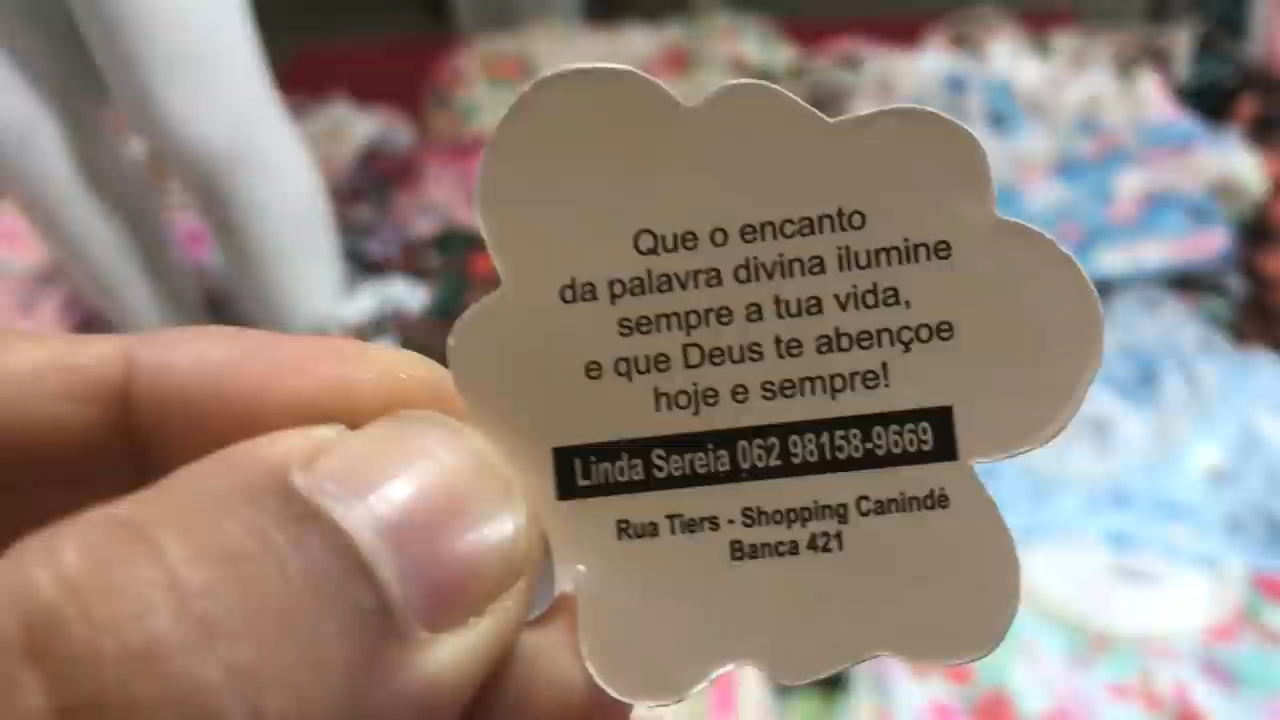 Que o encanto
da palavra divina ilumine
sempre a tua vida,
e que Deus te abençoe
hoje e sempre!
Linda Sereia 062 98158-9669
Rua Tiers - Shopping Canindé
Banca 421